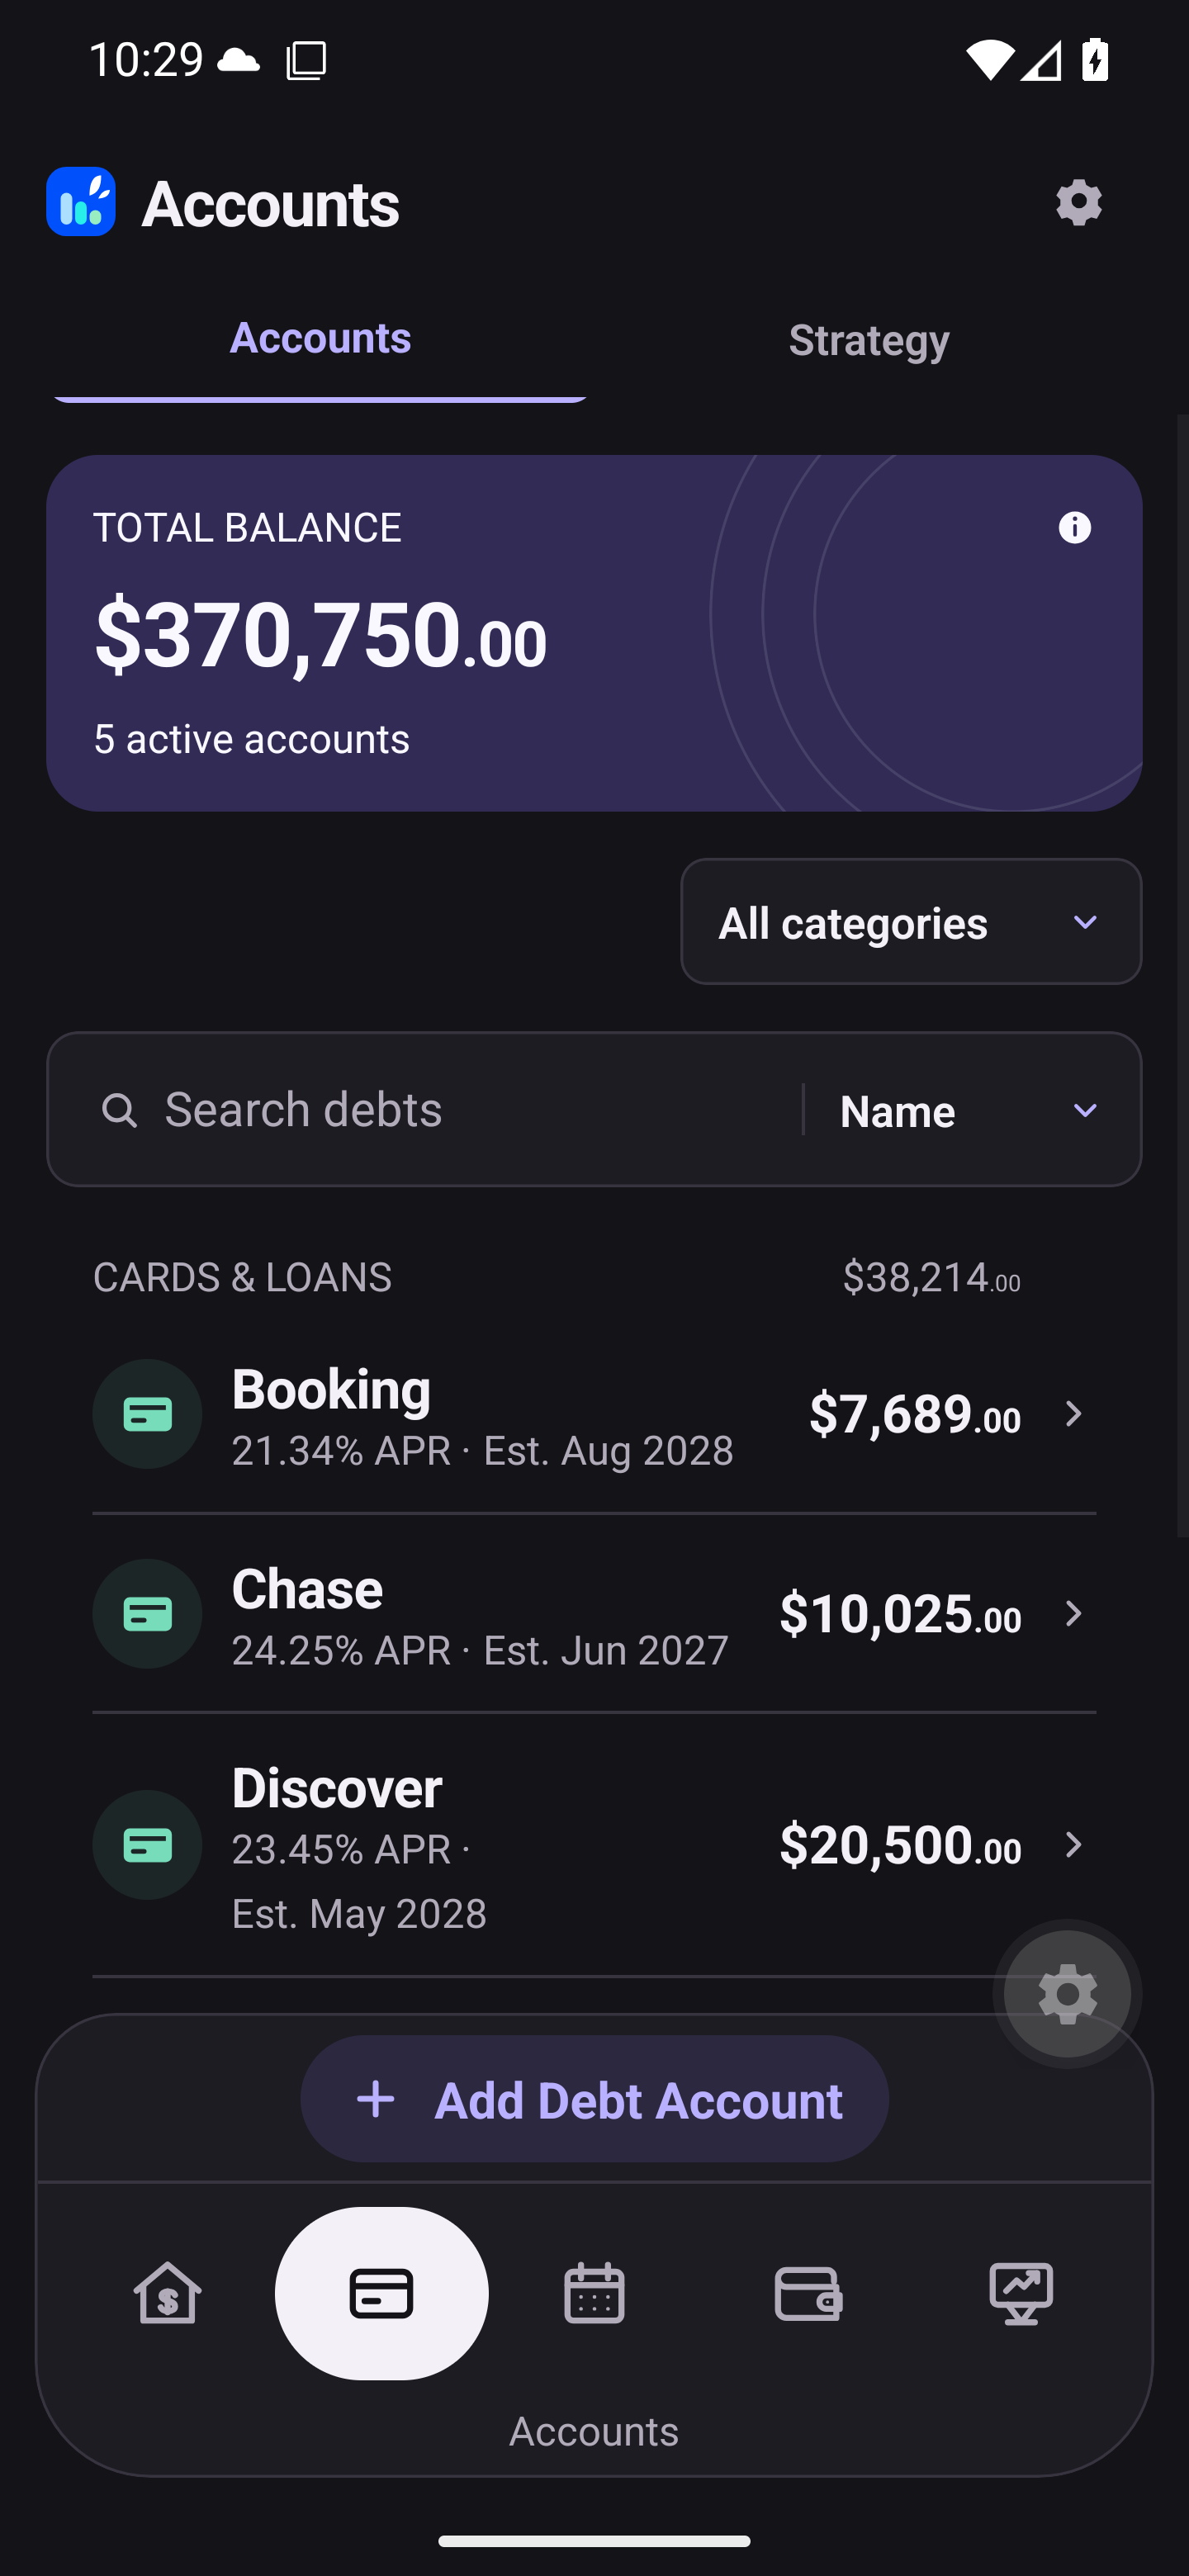 10:29
Accounts
Accounts
Strategy
TOTAL BALANCE
$370,750.00
5 active accounts
All categories
Search debts
Name
CARDS & LOANS
$38,214.00
Booking
21.34% APR · Est. Aug 2028
$7,689.00
Chase
24.25% APR · Est. Jun 2027
$10,025.00
Discover
23.45% APR ·
Est. May 2028
$20,500.00
Add Debt Account
Accounts